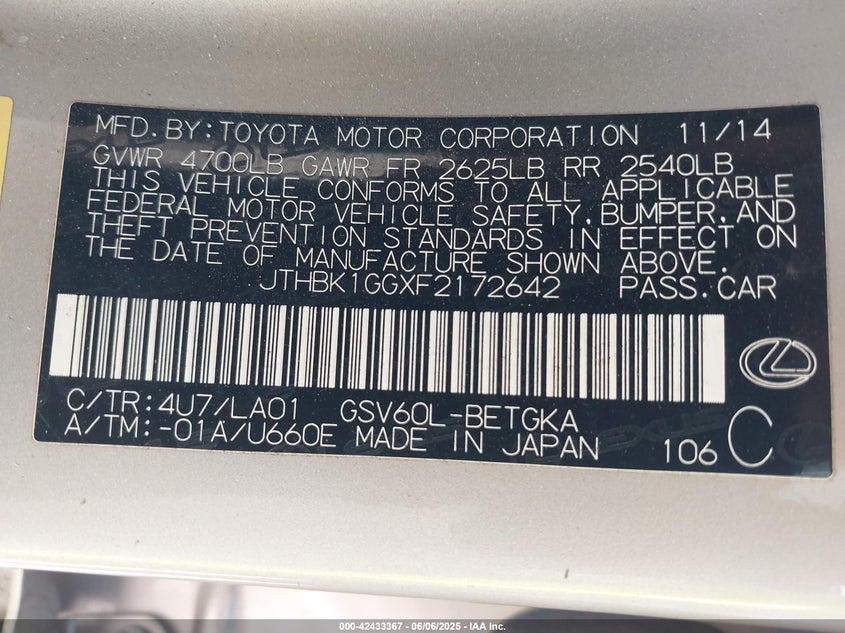 MFD.BY:TOYOTA MOTOR CORPORATION 11/14
GVWR 4700LB GAWR FR 2625LB RR 2540LB
THIS VEHICLE CONFORMS TO ALL APPLICABLE
FEDERAL MOTOR VEHICLE SAFETY,BUMPER,AND
THEFT PREVENTION STANDARDS IN EFFECT ON
THE DATE OF MANUFACTURE SHOWN ABOVE.
JTHBK1GGXF2172642 PASS.CAR
C/TR:4U7/LA01 GSV60L-BETGKA
A/TM:-01A/U660E MADE IN JAPAN 106 C
000-42433367 - 06/06/2025 - IAA Inc.